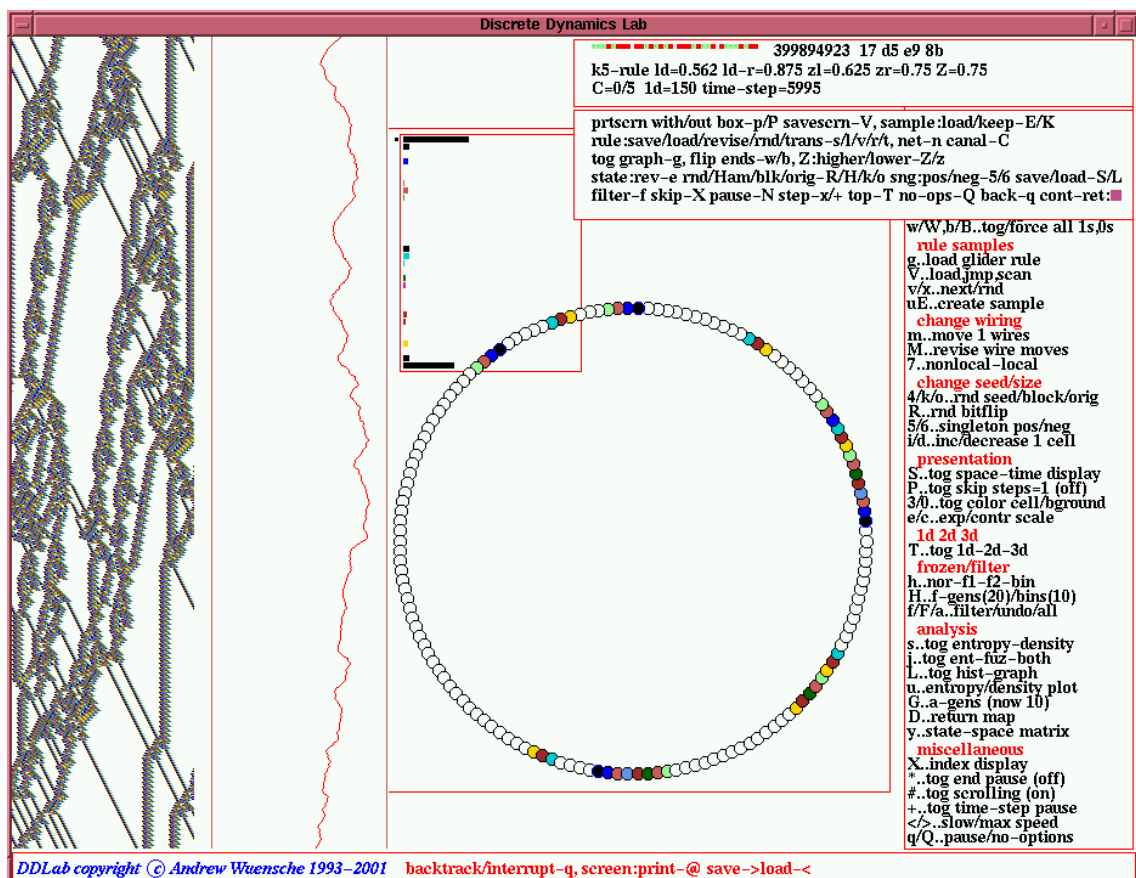 Discrete Dynamics Lab
399894923 17 d5 e9 8b
k5-rule ld=0.562 ld-r=0.875 zl=0.625 zr=0.75 Z=0.75
C=0/5 1d=150 time-step=5995
prtscrn with/out box-p/P savescrn-V, sample:load/keep-E/K
rule:save/load/revise/rnd/trans-s/l/v/r/t, net-n canal-C
tog graph-g, flip ends-w/b, Z:higher/lower-Z/z
state:rev-e rnd/Ham/blk/orig-R/H/k/o sng:pos/neg-5/6 save/load-S/L
filter-f skip-X pause-N step-x/+ top-T no-ops-Q back-q cont-ret:
w/W,b/B..tog/force all 1s,0s
rule samples
g..load glider rule
V..load,jmp,scan
v/x..next/rnd
uE..create sample
change wiring
m..move 1 wires
M..revise wire moves
7..nonlocal-local
change seed/size
4/k/o..rnd seed/block/orig
R..rnd bitflip
5/6..singleton pos/neg
i/d..inc/decrease 1 cell
presentation
S..tog space-time display
P..tog skip steps=1 (off)
3/0..tog color cell/bground
e/c..exp/contr scale
1d 2d 3d
T..tog 1d-2d-3d
frozen/filter
h..nor-f1-f2-bin
H..f-gens(20)/bins(10)
f/F/a..filter/undo/all
analysis
s..tog entropy-density
j..tog ent-fuz-both
L..tog hist-graph
u..entropy/density plot
G..a-gens (now 10)
D..return map
y..state-space matrix
miscellaneous
X..index display
*..tog end pause (off)
#..tog scrolling (on)
+..tog time-step pause
</>..slow/max speed
q/Q..pause/no-options
DDLab copyright © Andrew Wuensche 1993-2001 backtrack/interrupt-q, screen:print-@ save->load-<